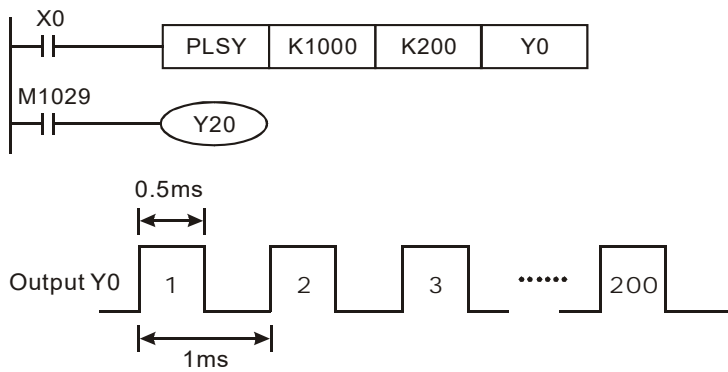 X0
PLSY K1000 K200 Y0
M1029
Y20
0.5ms
Output Y0 1 2 3 ...... 200
1ms